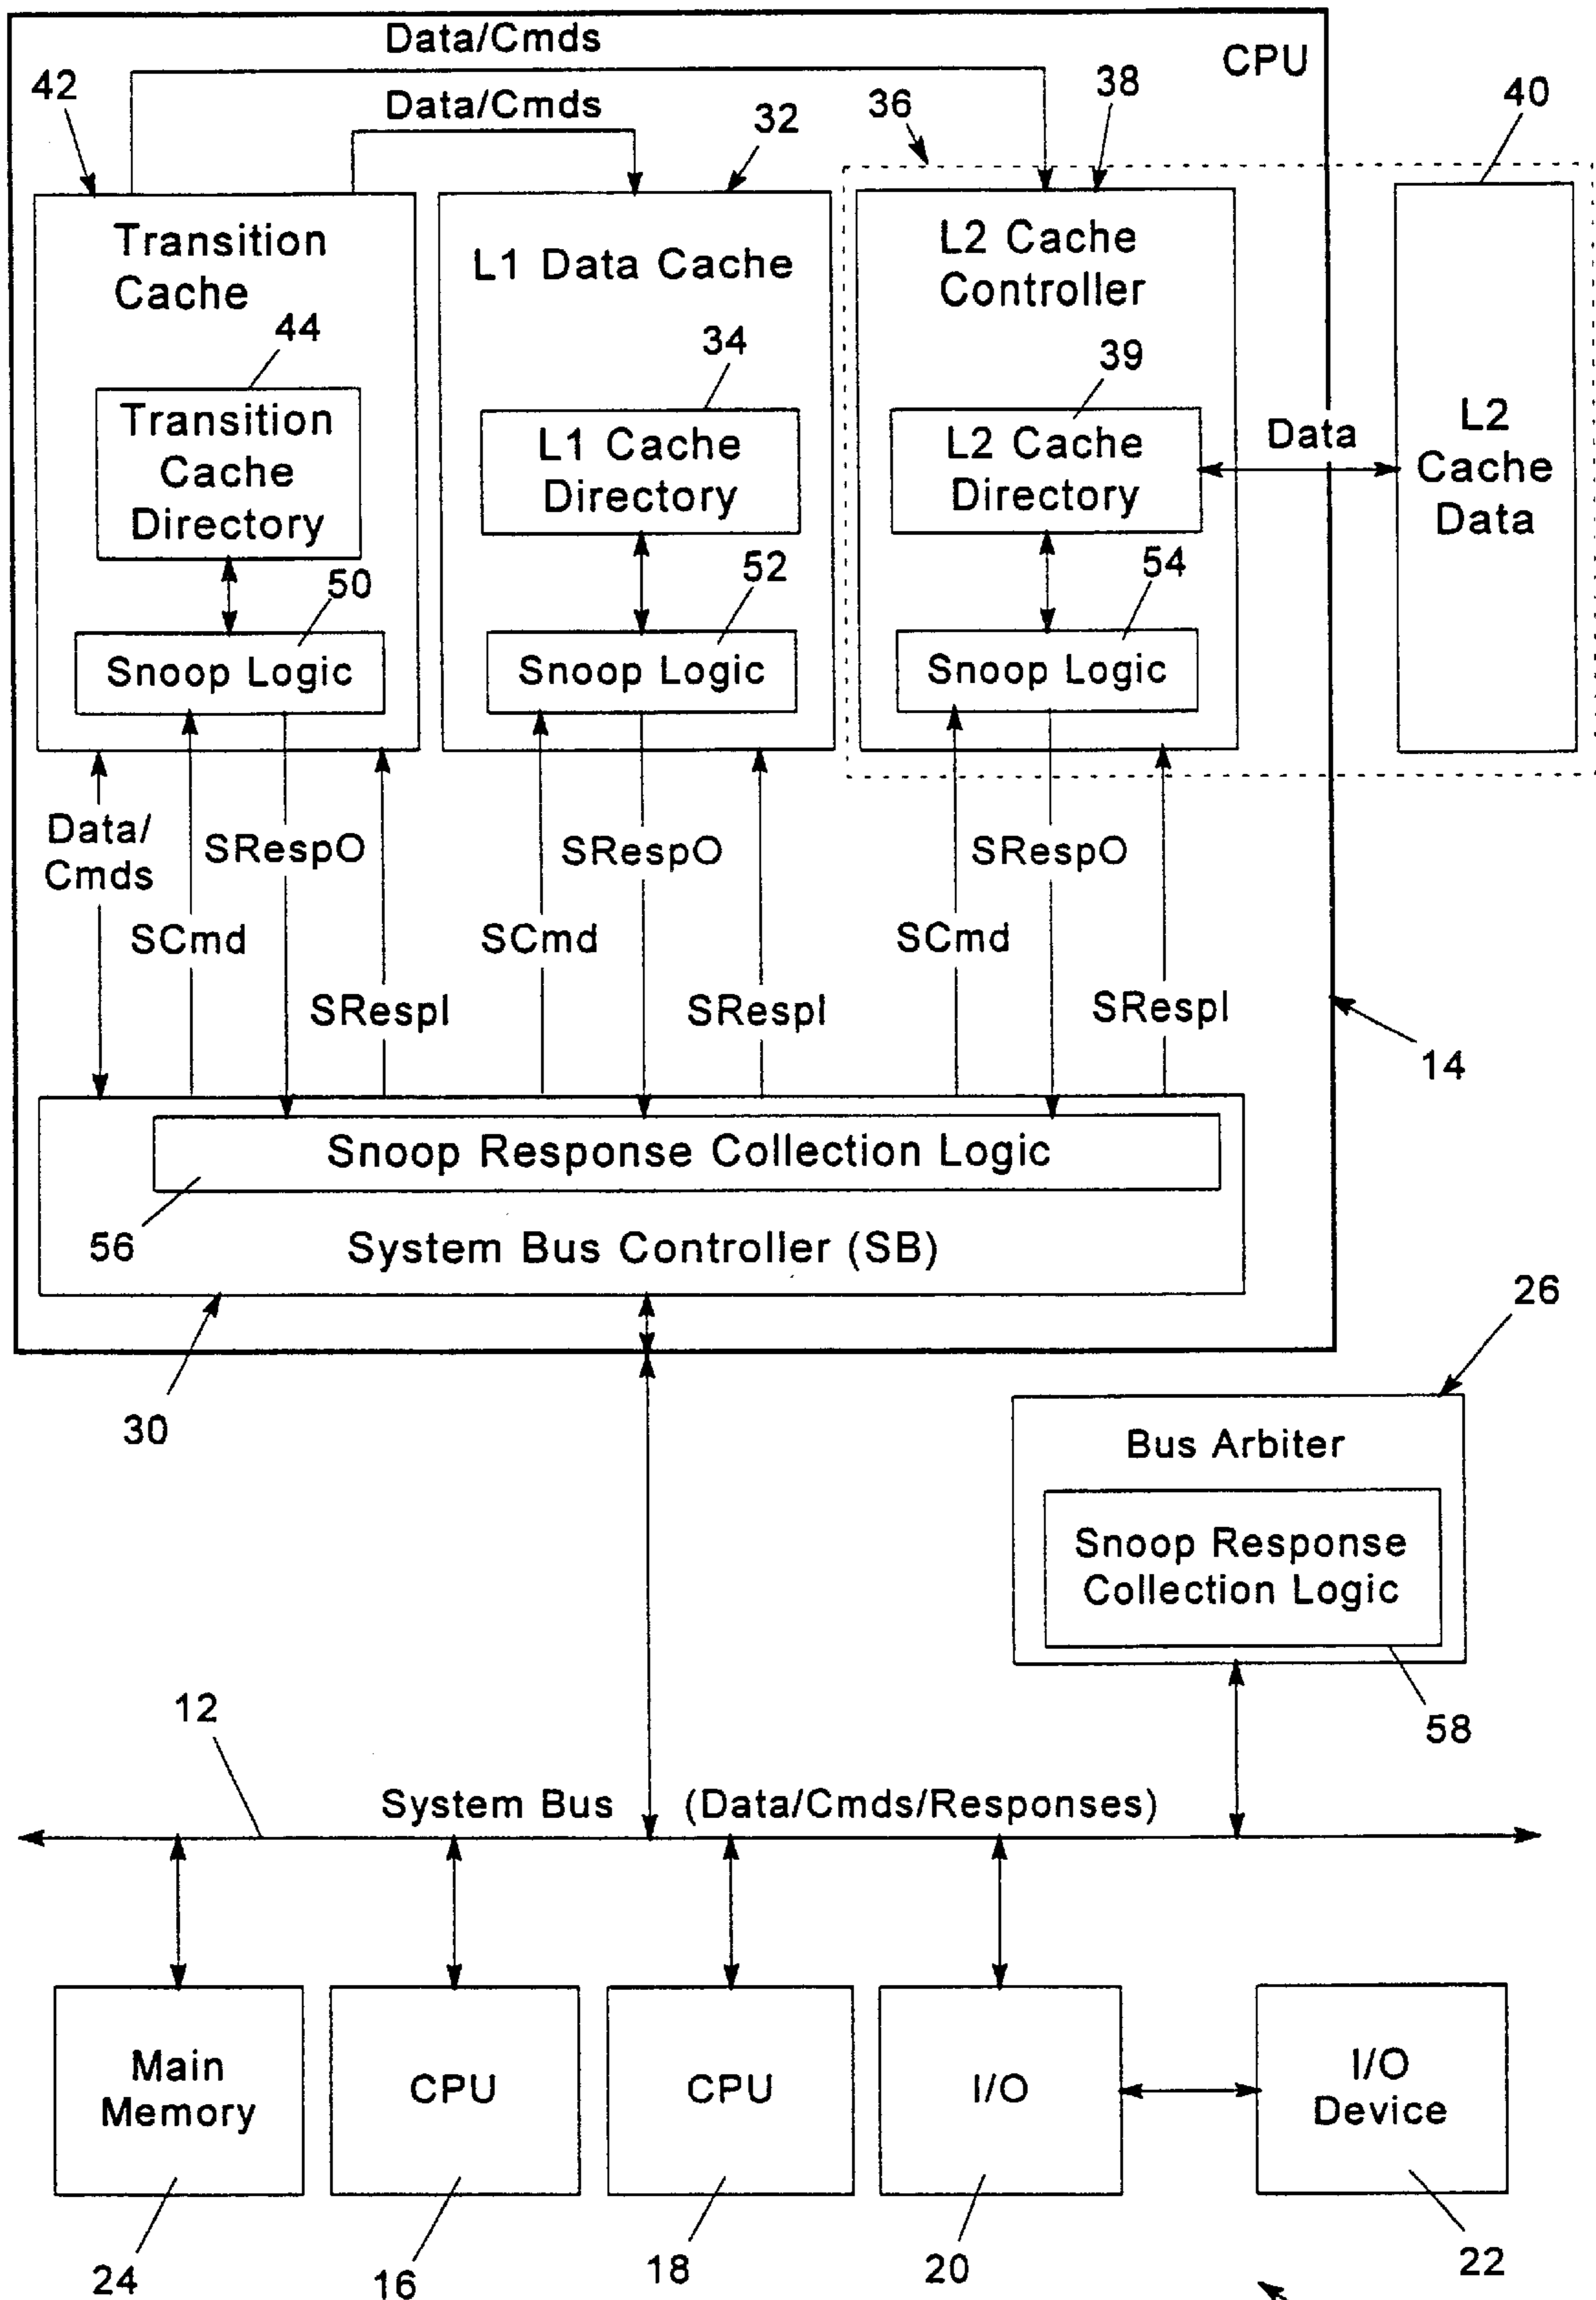 Data/Cmds
CPU
42
Data/Cmds
32
36
38
40
Transition
Cache
L1 Data Cache
L2 Cache
Controller
44
34
39
Transition
Cache
Directory
L1 Cache
Directory
L2 Cache
Directory
Data
L2
Cache
Data
50
52
54
Snoop Logic
Snoop Logic
Snoop Logic
Data/
Cmds
SRespO
SRespO
SRespO
SCmd
SCmd
SCmd
SRespI
SRespI
SRespI
14
Snoop Response Collection Logic
56
System Bus Controller (SB)
26
30
Bus Arbiter
Snoop Response
Collection Logic
58
12
System Bus (Data/Cmds/Responses)
Main
Memory
CPU
CPU
I/O
I/O
Device
24
16
18
20
22